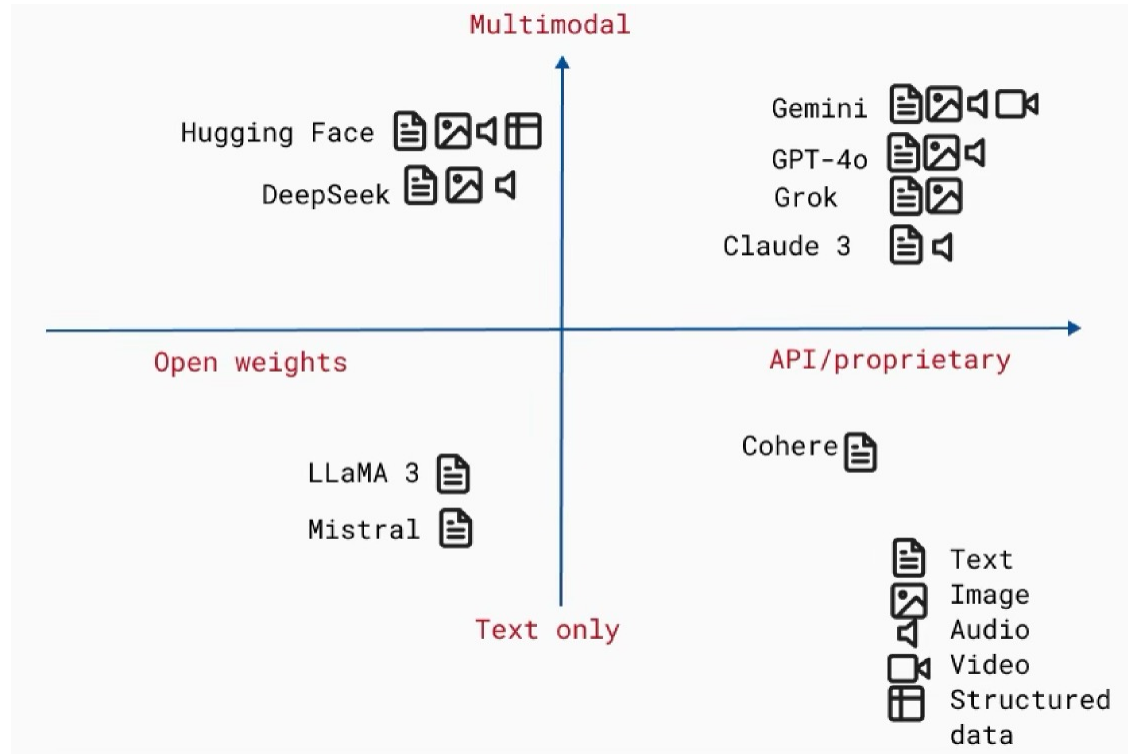 Multimodal
Hugging Face
DeepSeek
Gemini
GPT-4o
Grok
Claude 3
Open weights
API/proprietary
LLaMA 3
Mistral
Cohere
Text only
Text
Image
Audio
Video
Structured
data